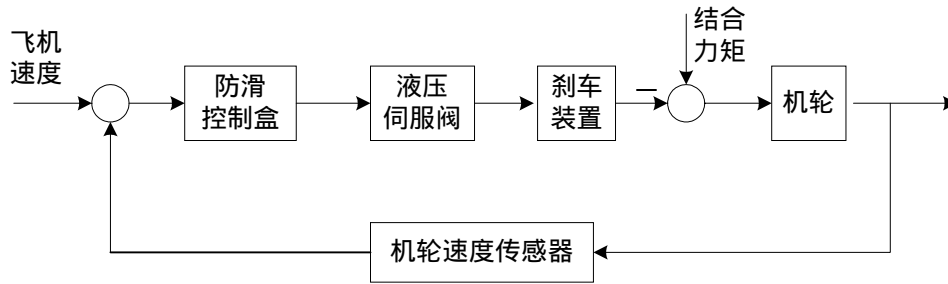 飞机
速度
防滑
控制盒
液压
伺服阀
刹车
装置
结合
力矩
机轮
机轮速度传感器